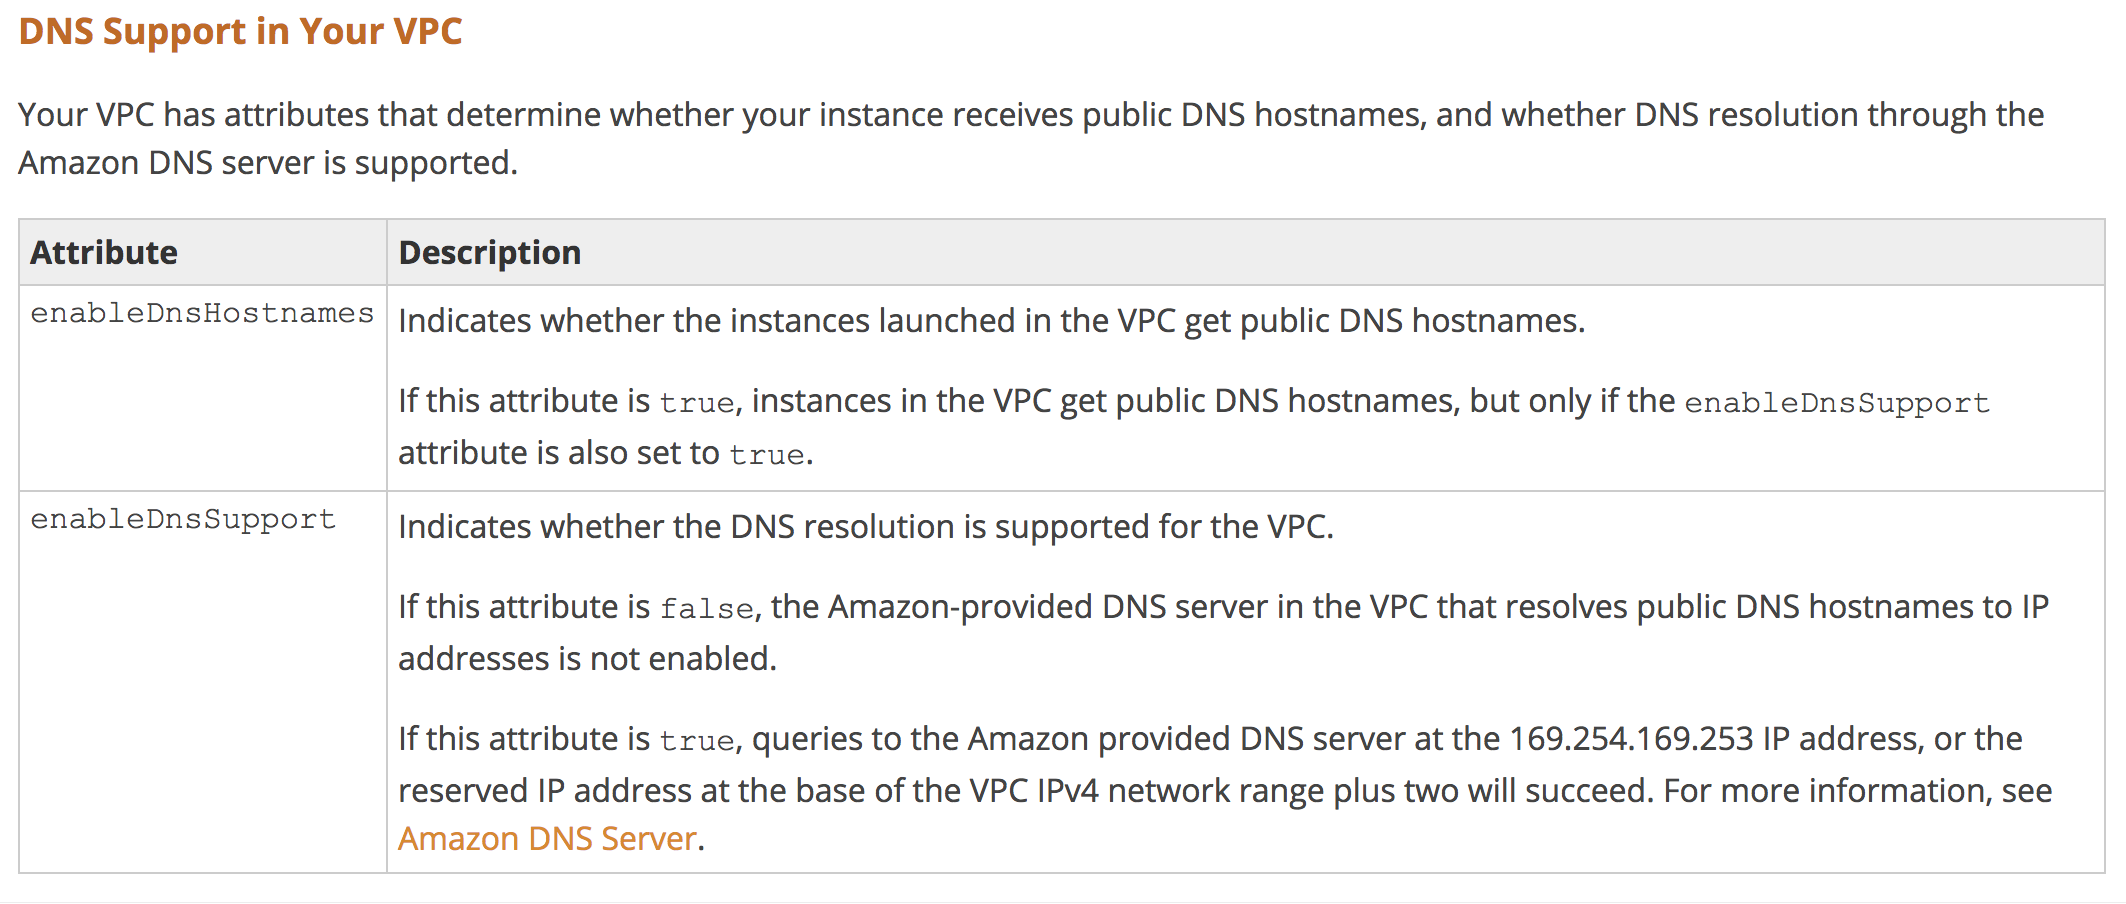 DNS Support in Your VPC
Your VPC has attributes that determine whether your instance receives public DNS hostnames, and whether DNS resolution through the
Amazon DNS server is supported.
Attribute Description
enableDnsHostnames Indicates whether the instances launched in the VPC get public DNS hostnames.
If this attribute is true, instances in the VPC get public DNS hostnames, but only if the enableDnsSupport
attribute is also set to true.
enableDnsSupport Indicates whether the DNS resolution is supported for the VPC.
If this attribute is false, the Amazon-provided DNS server in the VPC that resolves public DNS hostnames to IP
addresses is not enabled.
If this attribute is true, queries to the Amazon provided DNS server at the 169.254.169.253 IP address, or the
reserved IP address at the base of the VPC IPv4 network range plus two will succeed. For more information, see
Amazon DNS Server.